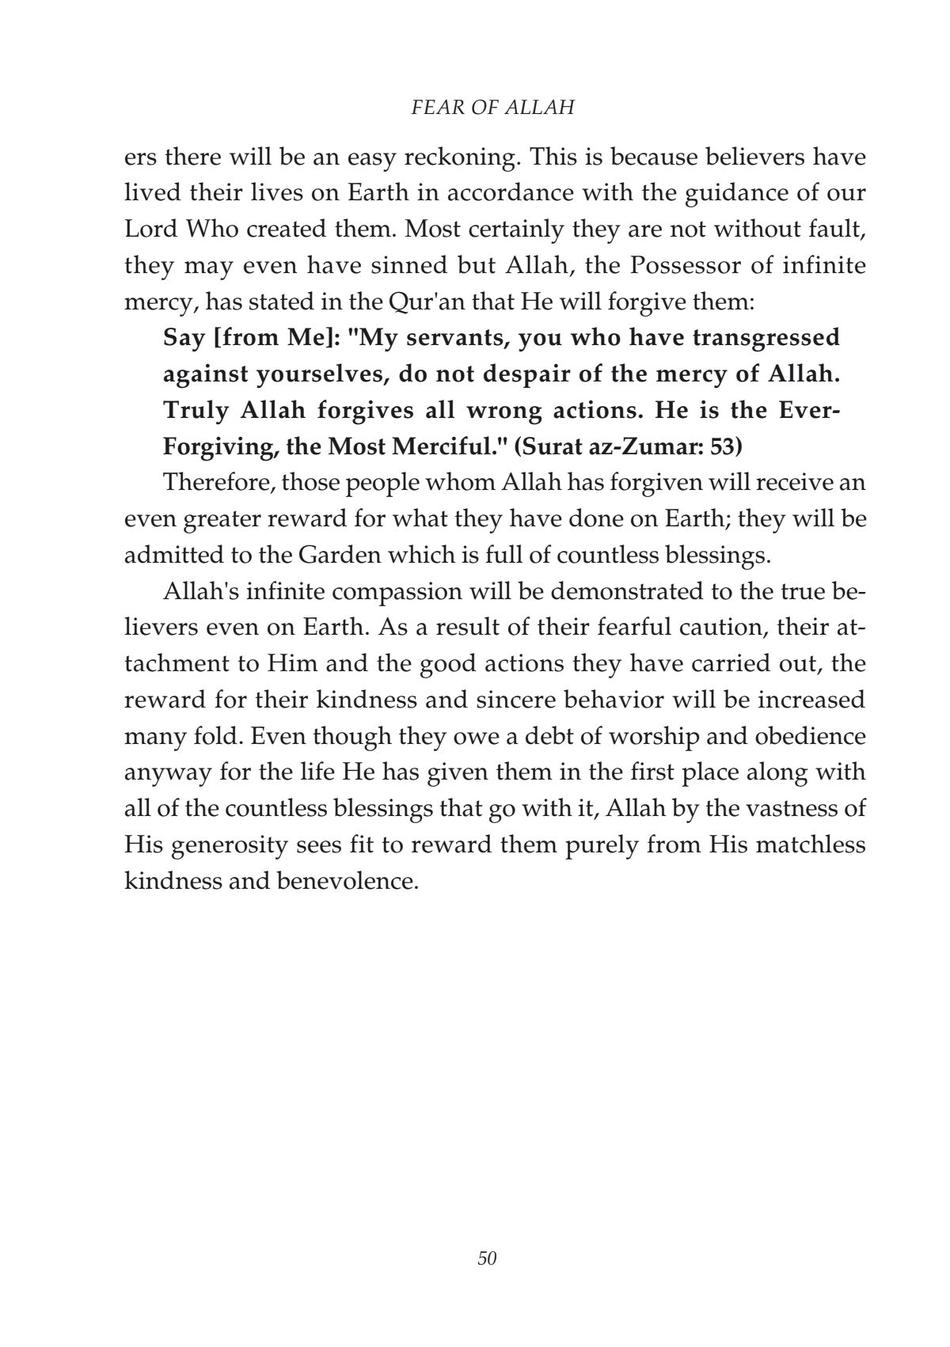 FEAR OF ALLAH
ers there will be an easy reckoning. This is because believers have
lived their lives on Earth in accordance with the guidance of our
Lord Who created them. Most certainly they are not without fault,
they may even have sinned but Allah, the Possessor of infinite
mercy, has stated in the Qur'an that He will forgive them:
Say [from Me]: "My servants, you who have transgressed
against yourselves, do not despair of the mercy of Allah.
Truly Allah forgives all wrong actions. He is the Ever-
Forgiving, the Most Merciful." (Surat az-Zumar: 53)
Therefore, those people whom Allah has forgiven will receive an
even greater reward for what they have done on Earth; they will be
admitted to the Garden which is full of countless blessings.
Allah's infinite compassion will be demonstrated to the true be-
lievers even on Earth. As a result of their fearful caution, their at-
tachment to Him and the good actions they have carried out, the
reward for their kindness and sincere behavior will be increased
many fold. Even though they owe a debt of worship and obedience
anyway for the life He has given them in the first place along with
all of the countless blessings that go with it, Allah by the vastness of
His generosity sees fit to reward them purely from His matchless
kindness and benevolence.
50